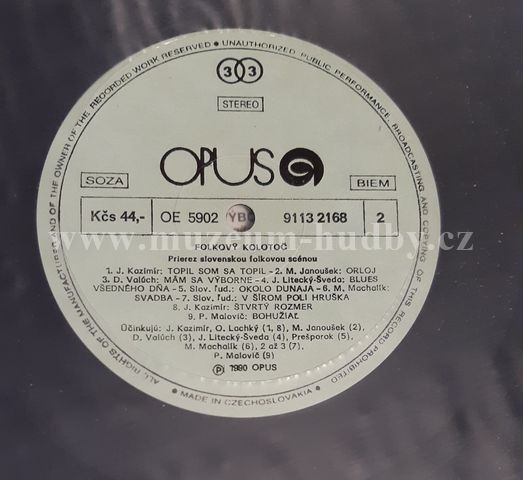 ALL RIGHTS OF THE MANUFACTURER AND OF THE OWNER OF THE RECORDED WORK RESERVED • UNAUTHORIZED PUBLIC PERFORMANCE, BROADCASTING AND COPYING OF THIS RECORD PROHIBITED
33
STEREO
OPUS
SOZA
BIEM
Kčs 44,- OE 5902 YBC 9113 2168 2
FOLKOVÝ KOLOTOČ
Prierez slovenskou folkovou scénou
1. J. Kazimír: TOPIL SOM SA TOPIL - 2. M. Janoušek: ORLOJ
3. D. Valúch: MÁM SA VÝBORNE - 4. J. Litecký-Šveda: BLUES
VŠEDNÉHO DŇA - 5. Slov. ľud.: OKOLO DUNAJA - 6. M. Machalík:
SVADBA - 7. Slov. ľud.: V ŠÍROM POLI HRUŠKA
8. J. Kazimír: ŠTVRTÝ ROZMER
9. P. Malovič: BOHUŽIAĽ
Účinkujú: J. Kazimír, O. Lachký (1, 8), M. Janoušek (2),
D. Valúch (3), J. Litecký-Šveda (4), Prešporok (5),
M. Machalík (6), 2 až 3 (7),
P. Malovič (9)
Ⓟ 1990 OPUS
MADE IN CZECHOSLOVAKIA
www.muzeum-hudby.cz